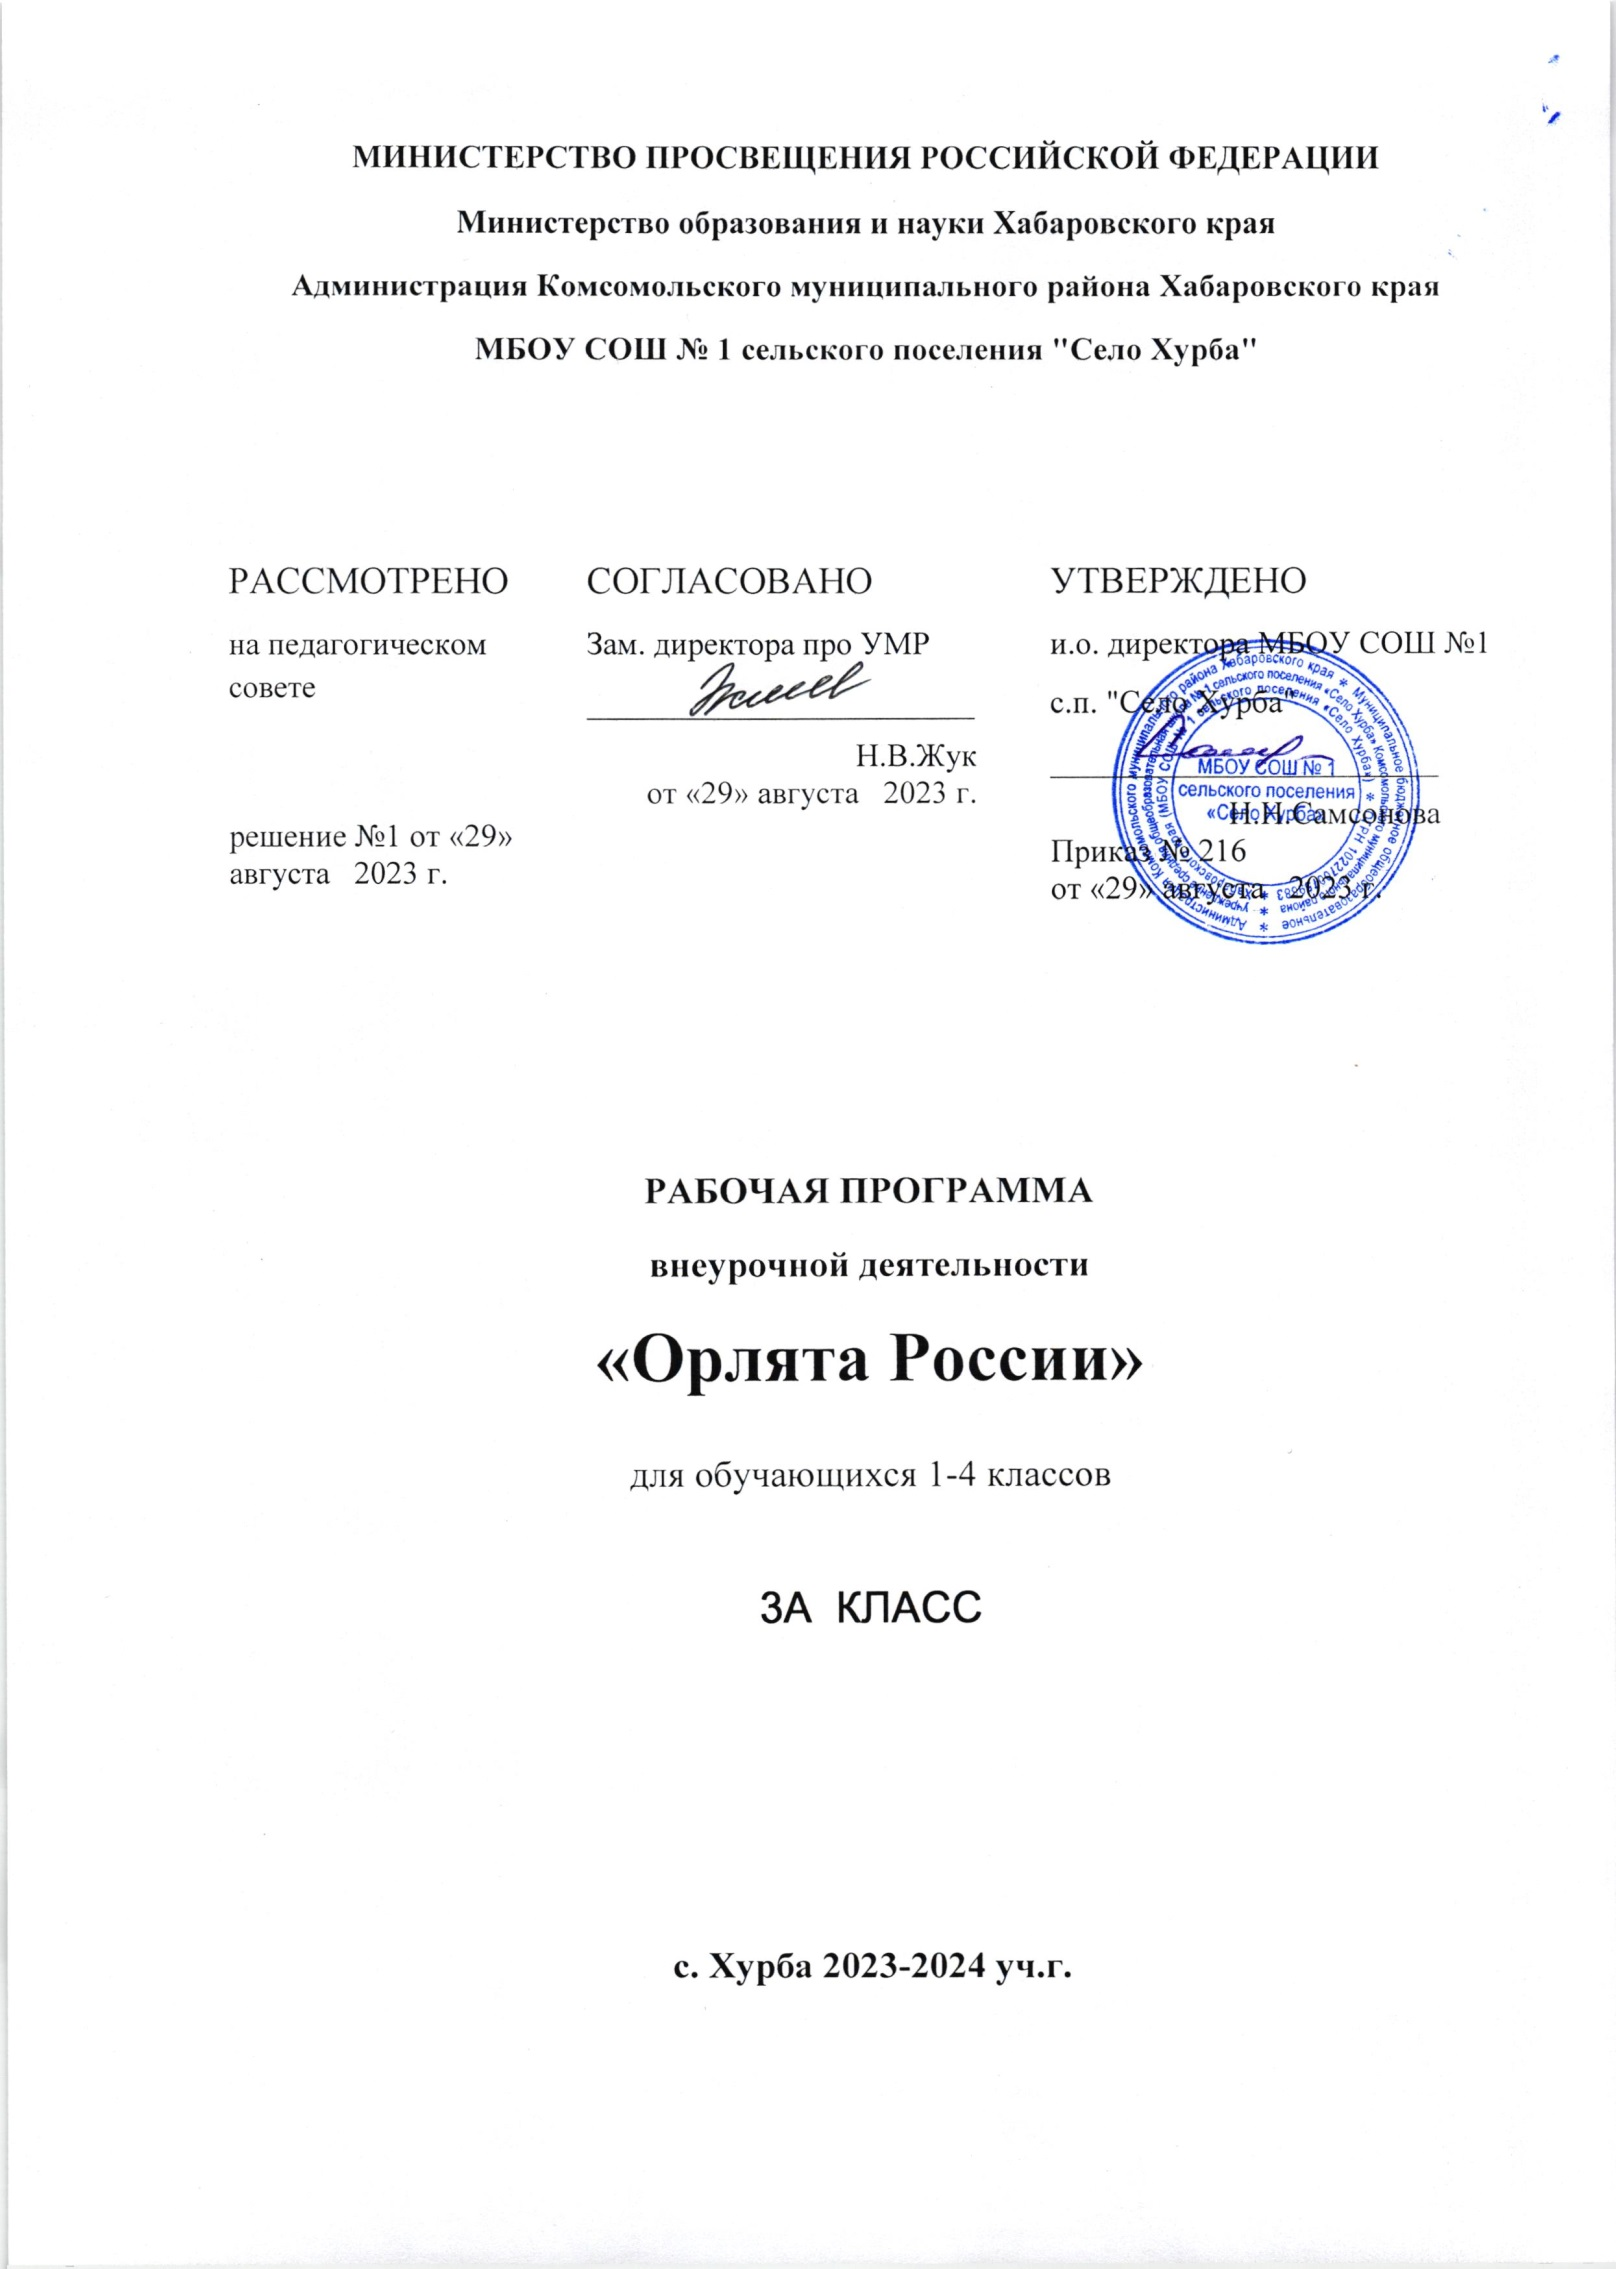 МИНИСТЕРСТВО ПРОСВЕЩЕНИЯ РОССИЙСКОЙ ФЕДЕРАЦИИ
Министерство образования и науки Хабаровского края
Администрация Комсомольского муниципального района Хабаровского края
МБОУ СОШ № 1 сельского поселения "Село Хурба"
РАССМОТРЕНО
на педагогическом
совете
решение №1 от «29»
августа 2023 г.
СОГЛАСОВАНО
Зам. директора про УМР
Н.В.Жук
от «29» августа 2023 г.
УТВЕРЖДЕНО
и.о. директора МБОУ СОШ №1
с.п. "Село Хурба"
Н.Н.Самсонова
Приказ № 216
от «29» августа 2023 г.
МБОУ СОШ № 1
сельского поселения
«Село Хурба»
РАБОЧАЯ ПРОГРАММА
внеурочной деятельности
«Орлята России»
для обучающихся 1-4 классов
3А КЛАСС
с. Хурба 2023-2024 уч.г.